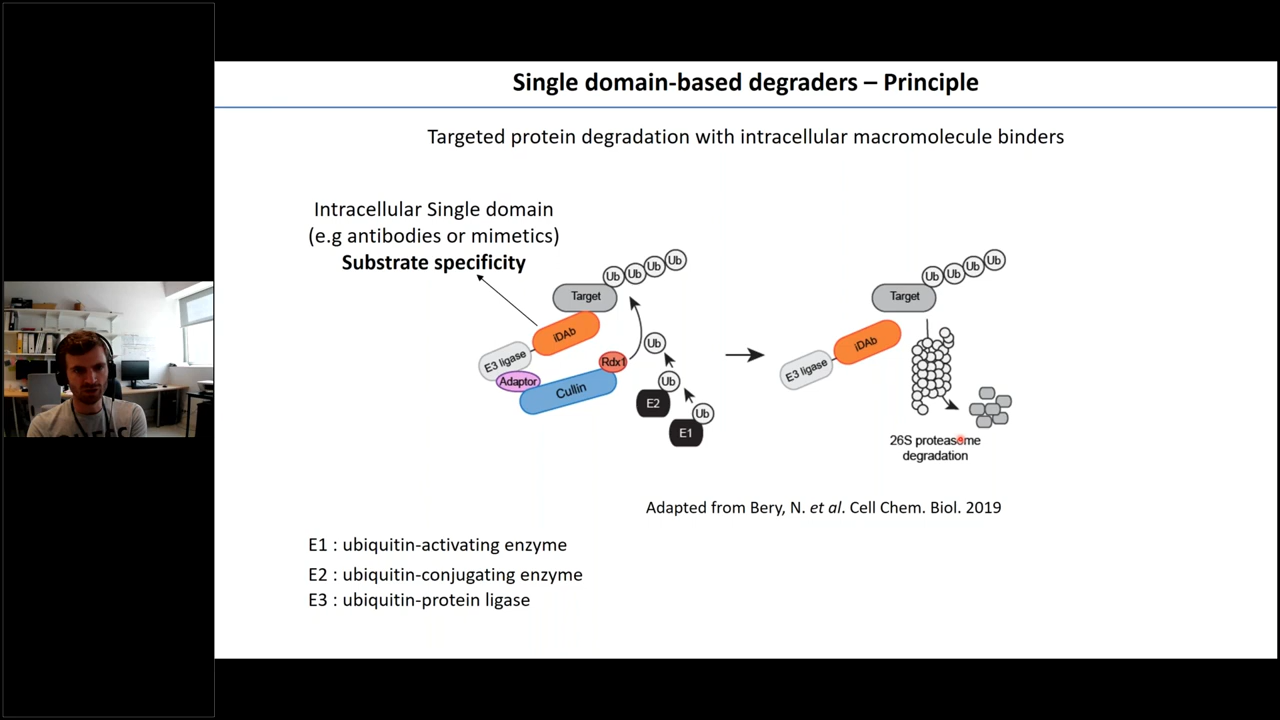 Single domain-based degraders – Principle
Targeted protein degradation with intracellular macromolecule binders
Intracellular Single domain
(e.g antibodies or mimetics)
Substrate specificity
Ub Ub Ub Ub
Target
iDAb
E3 ligase
Adaptor
Cullin
Rdx1
Ub
Ub
E2
Ub
E1
Ub Ub Ub Ub
Target
iDAb
E3 ligase
26S proteasome
degradation
Adapted from Bery, N. et al. Cell Chem. Biol. 2019
E1 : ubiquitin-activating enzyme
E2 : ubiquitin-conjugating enzyme
E3 : ubiquitin-protein ligase